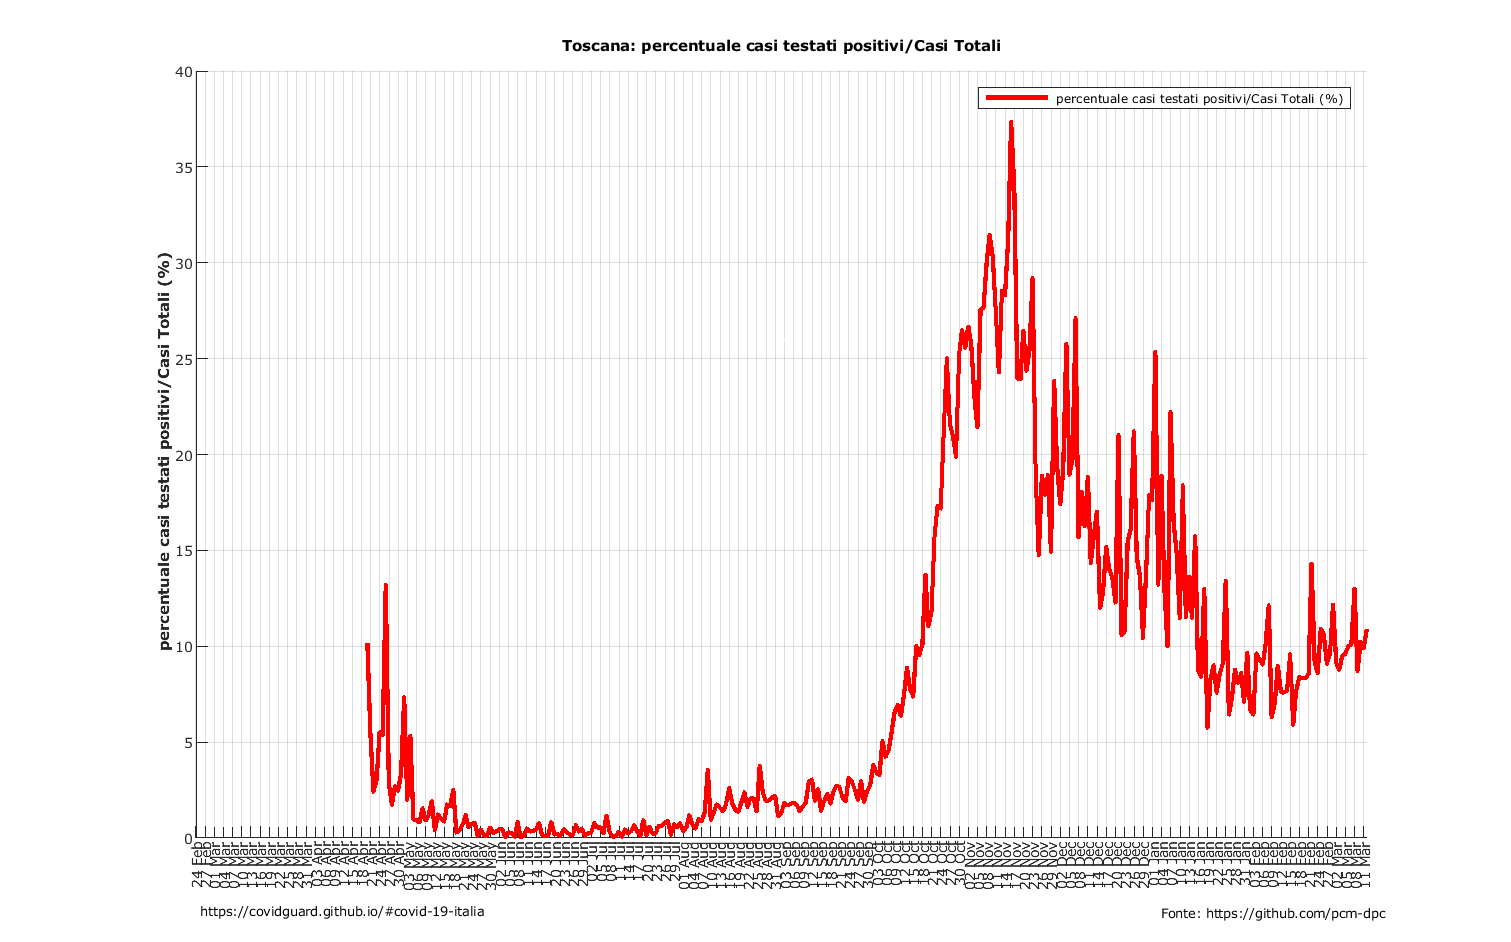 Toscana: percentuale casi testati positivi/Casi Totali
percentuale casi testati positivi/Casi Totali (%)
percentuale casi testati positivi/Casi Totali (%)
40
35
30
25
20
15
10
5
0
24 Feb
27 Feb
01 Mar
04 Mar
07 Mar
10 Mar
13 Mar
16 Mar
19 Mar
22 Mar
25 Mar
28 Mar
31 Mar
03 Apr
06 Apr
09 Apr
12 Apr
15 Apr
18 Apr
21 Apr
24 Apr
27 Apr
30 Apr
03 May
06 May
09 May
12 May
15 May
18 May
21 May
24 May
27 May
30 May
02 Jun
05 Jun
08 Jun
11 Jun
14 Jun
17 Jun
20 Jun
23 Jun
26 Jun
29 Jun
02 Jul
05 Jul
08 Jul
11 Jul
14 Jul
17 Jul
20 Jul
23 Jul
26 Jul
29 Jul
01 Aug
04 Aug
07 Aug
10 Aug
13 Aug
16 Aug
19 Aug
22 Aug
25 Aug
28 Aug
31 Aug
03 Sep
06 Sep
09 Sep
12 Sep
15 Sep
18 Sep
21 Sep
24 Sep
27 Sep
30 Sep
03 Oct
06 Oct
09 Oct
12 Oct
15 Oct
18 Oct
21 Oct
24 Oct
27 Oct
30 Oct
02 Nov
05 Nov
08 Nov
11 Nov
14 Nov
17 Nov
20 Nov
23 Nov
26 Nov
29 Nov
02 Dec
05 Dec
08 Dec
11 Dec
14 Dec
17 Dec
20 Dec
23 Dec
26 Dec
29 Dec
01 Jan
04 Jan
07 Jan
10 Jan
13 Jan
16 Jan
19 Jan
22 Jan
25 Jan
28 Jan
31 Jan
03 Feb
06 Feb
09 Feb
12 Feb
15 Feb
18 Feb
21 Feb
24 Feb
27 Feb
02 Mar
05 Mar
08 Mar
11 Mar
https://covidguard.github.io/#covid-19-italia
Fonte: https://github.com/pcm-dpc